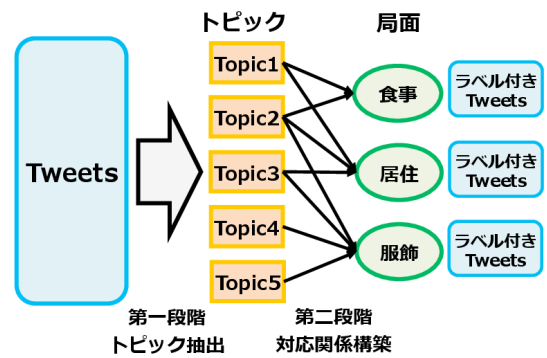 トピック
局面
Tweets
Topic1
Topic2
Topic3
Topic4
Topic5
食事
居住
服飾
ラベル付き
Tweets
ラベル付き
Tweets
ラベル付き
Tweets
第一段階
トピック抽出
第二段階
対応関係構築